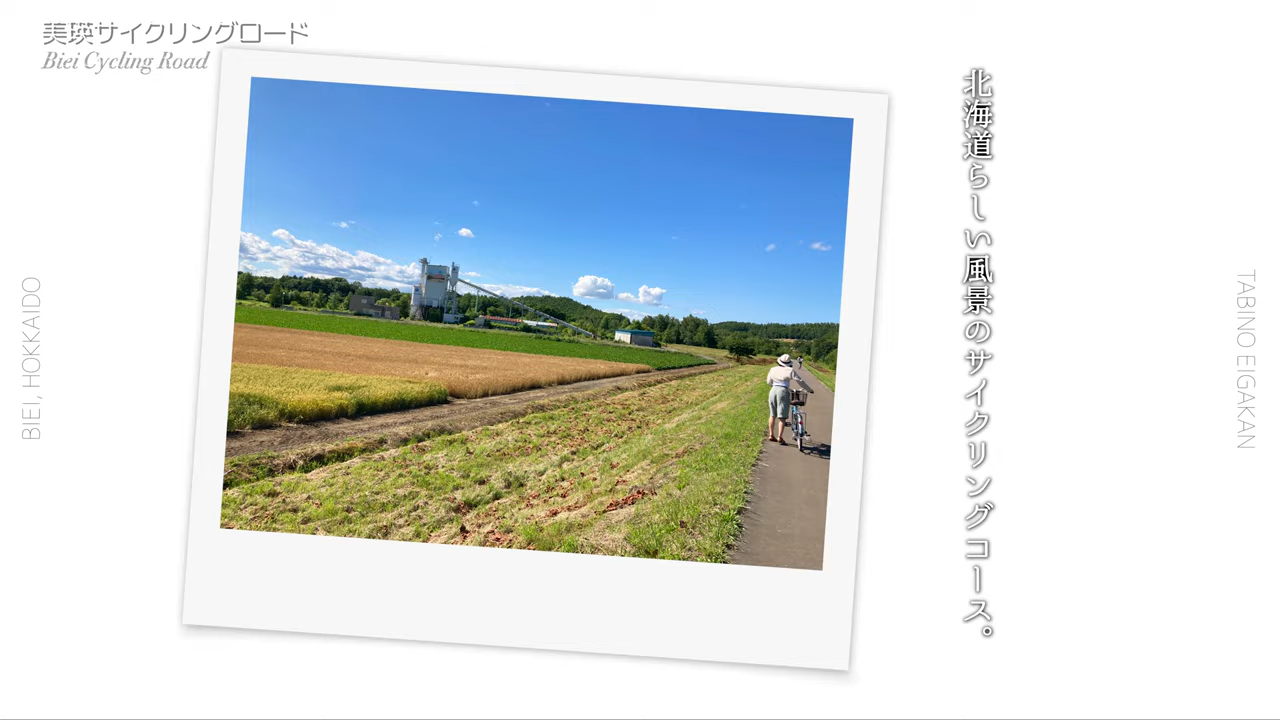 美瑛サイクリングロード
Biei Cycling Road
北海道らしい風景のサイクリングコース。
BIEI, HOKKAIDO
TABINO EIGAKAN